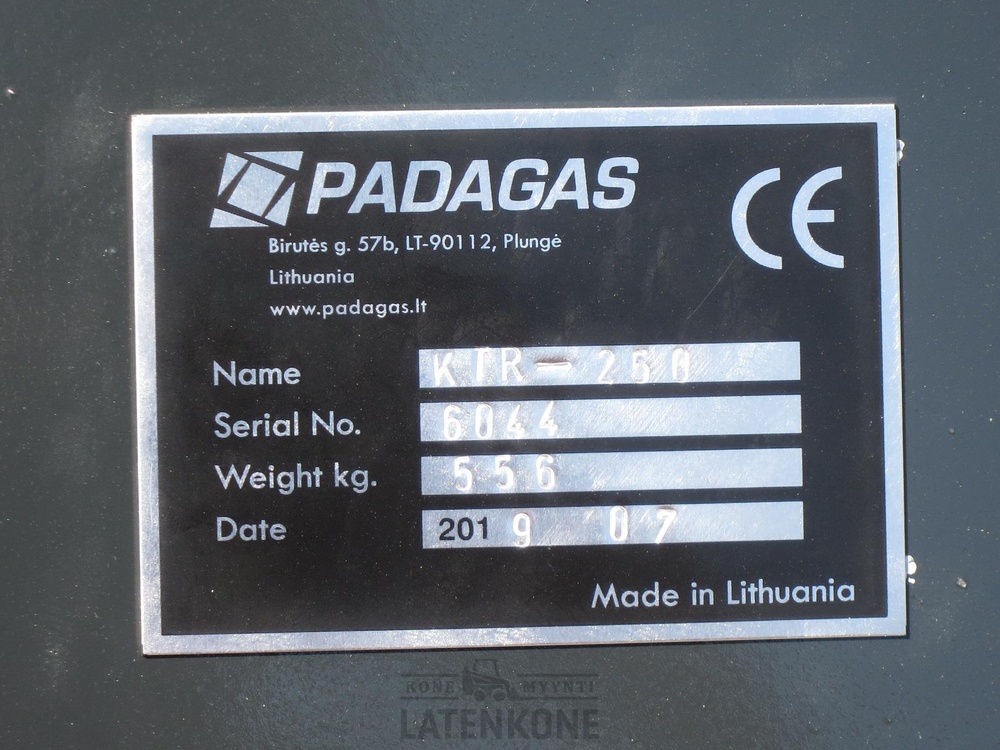 PADAGAS
CE
Birutės g. 57b, LT-90112, Plungė
Lithuania
www.padagas.lt
Name KTR-260
Serial No. 6044
Weight kg. 556
Date 2019 07
Made in Lithuania
KONE MYYNTI
LATENKONE